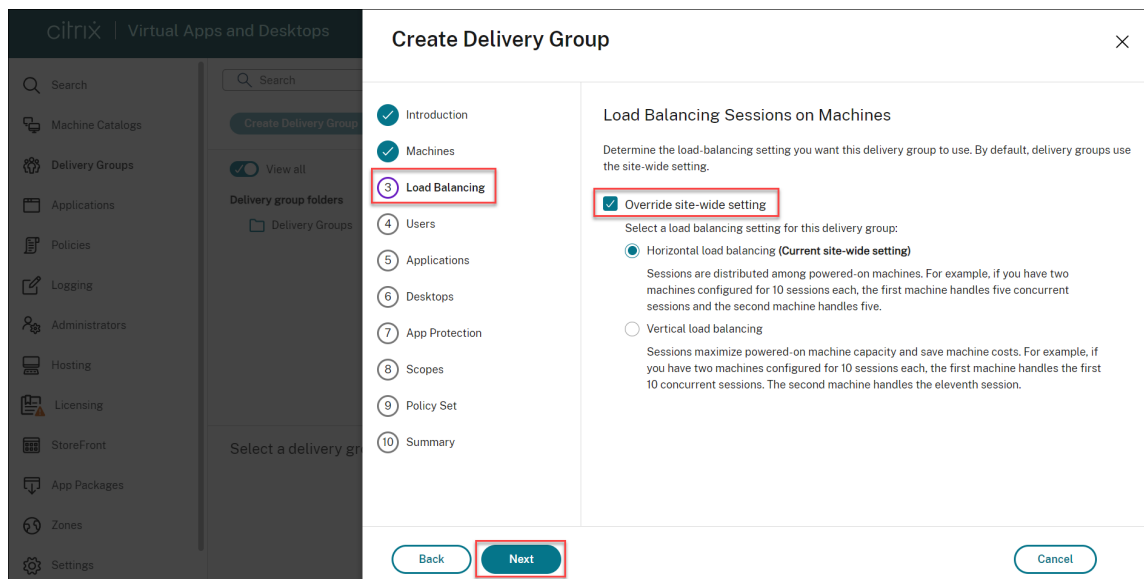 citrix | Virtual Apps and Desktops
Search
Machine Catalogs
Delivery Groups
Applications
Policies
Logging
Administrators
Hosting
Licensing
StoreFront
App Packages
Zones
Settings
Search
Create Delivery Group
View all
Delivery group folders
Delivery Groups
Select a delivery gr
Create Delivery Group
Introduction
Machines
3 Load Balancing
4 Users
5 Applications
6 Desktops
7 App Protection
8 Scopes
9 Policy Set
10 Summary
Load Balancing Sessions on Machines
Determine the load-balancing setting you want this delivery group to use. By default, delivery groups use
the site-wide setting.
Override site-wide setting
Select a load balancing setting for this delivery group:
Horizontal load balancing (Current site-wide setting)
Sessions are distributed among powered-on machines. For example, if you have two
machines configured for 10 sessions each, the first machine handles five concurrent
sessions and the second machine handles five.
Vertical load balancing
Sessions maximize powered-on machine capacity and save machine costs. For example, if
you have two machines configured for 10 sessions each, the first machine handles the first
10 concurrent sessions. The second machine handles the eleventh session.
Back
Next
Cancel